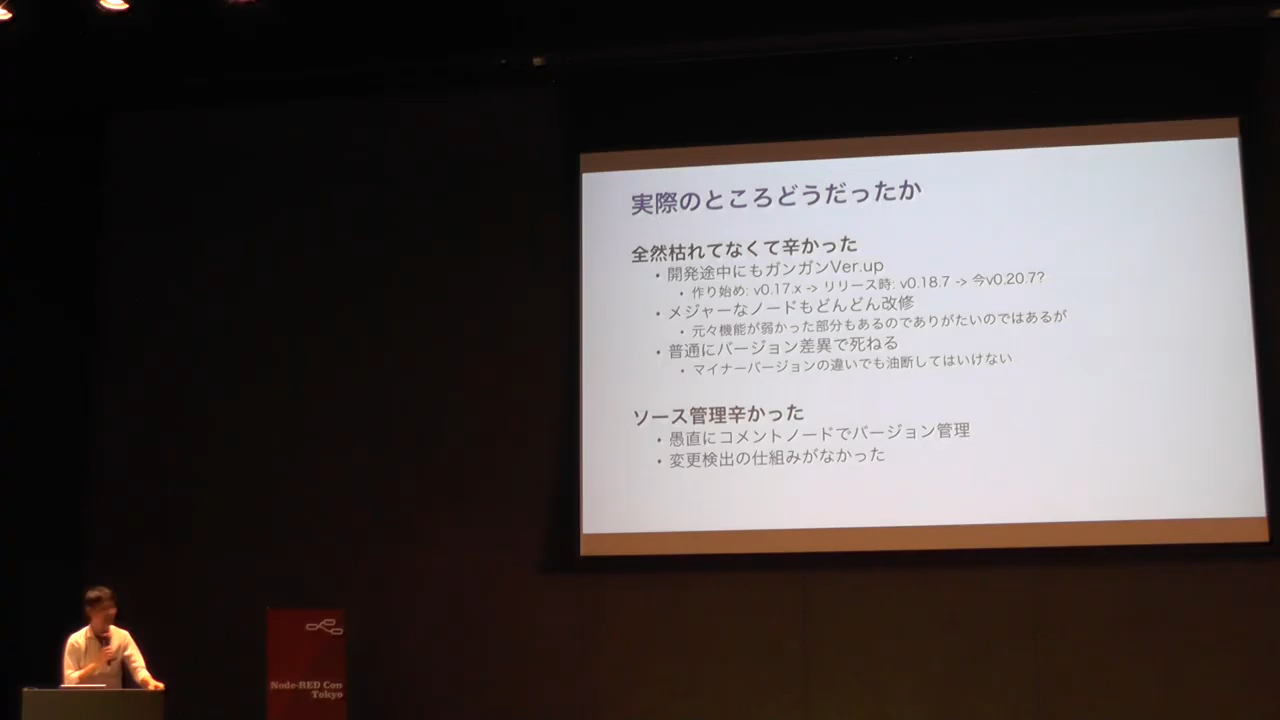 実際のところどうだったか
全然枯れてなくて辛かった
・開発途中にもガンガンVer.up
・作り始め: v0.17.x -> リリース時: v0.18.7 -> 今v0.20.7?
・メジャーなノードもどんどん改修
・元々機能が弱かった部分もあるのでありがたいのではあるが
・普通にバージョン差異で死ねる
・マイナーバージョンの違いでも油断してはいけない
ソース管理辛かった
・愚直にコメントノードでバージョン管理
・変更検出の仕組みがなかった
Node-RED Con
Tokyo